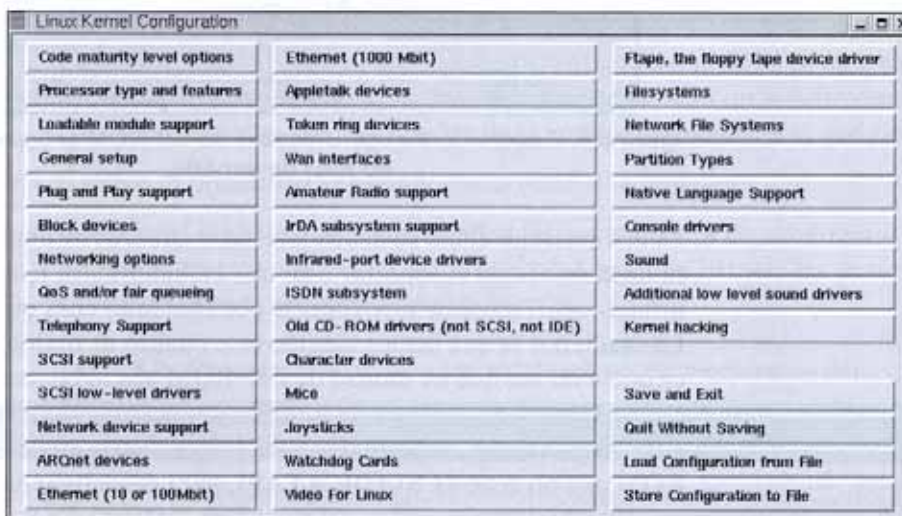 Linux Kernel Configuration
Code maturity level options
Processor type and features
Loadable module support
General setup
Plug and Play support
Block devices
Networking options
QoS and/or fair queueing
Telephony Support
SCSI support
SCSI low-level drivers
Network device support
ARCnet devices
Ethernet (10 or 100Mbit)
Ethernet (1000 Mbit)
Appletalk devices
Token ring devices
Wan interfaces
Amateur Radio support
IrDA subsystem support
Infrared-port device drivers
ISDN subsystem
Old CD-ROM drivers (not SCSI, not IDE)
Character devices
Mice
Joysticks
Watchdog Cards
Video For Linux
Ftape, the floppy tape device driver
Filesystems
Network File Systems
Partition Types
Native Language Support
Console drivers
Sound
Additional low level sound drivers
Kernel hacking
Save and Exit
Quit Without Saving
Load Configuration from File
Store Configuration to File